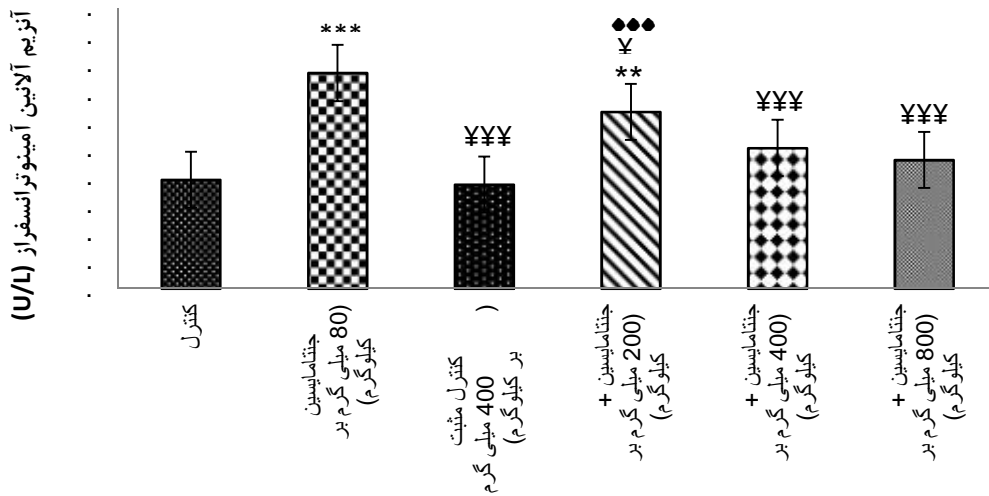 آنزیم آلانین آمینوترانسفراز (U/L)
***
¥¥¥
♦♦♦
¥
**
¥¥¥
¥¥¥
کنترل
جنتامایسین
(80 میلی گرم بر
کیلوگرم)
(
کنترل مثبت
400 میلی گرم
بر کیلوگرم)
جنتامایسین +
(200 میلی گرم بر
کیلوگرم)
جنتامایسین +
(400 میلی گرم بر
کیلوگرم)
جنتامایسین +
(800 میلی گرم بر
کیلوگرم)